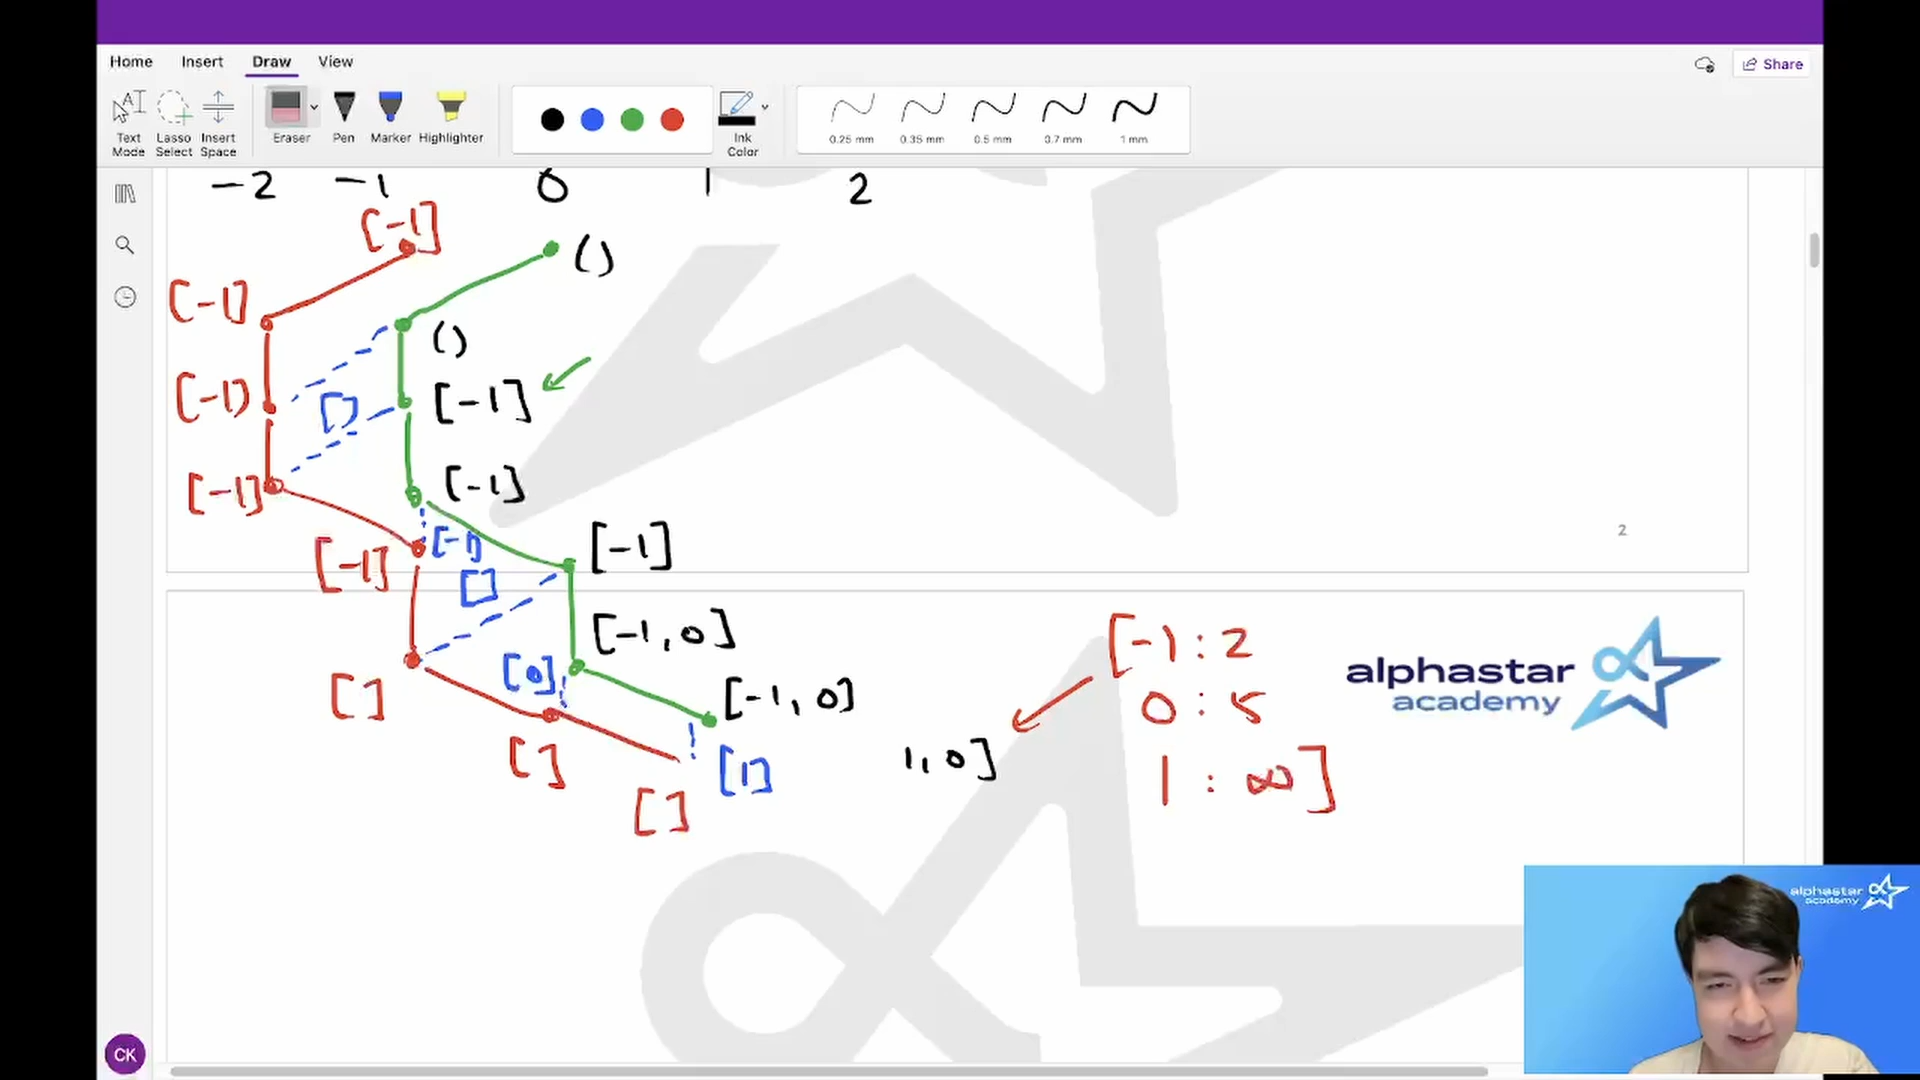 Home Insert Draw View
Share
Text Mode
Lasso Select
Insert Space
Eraser
Pen
Marker
Highlighter
Ink Color
0.25 mm
0.35 mm
0.5 mm
0.7 mm
1 mm
-2 -1 0 1 2
[-1]
()
[-1]
()
[-1]
[]
[-1]
[-1]
[-1]
[-1]
[-1]
[-1]
2
[]
[-1,0]
[-1:2
0:5
1:∞]
alphastar
academy
[0]
[]
[-1,0]
1,0]
[]
[1]
[]
alphastar
academy
CK